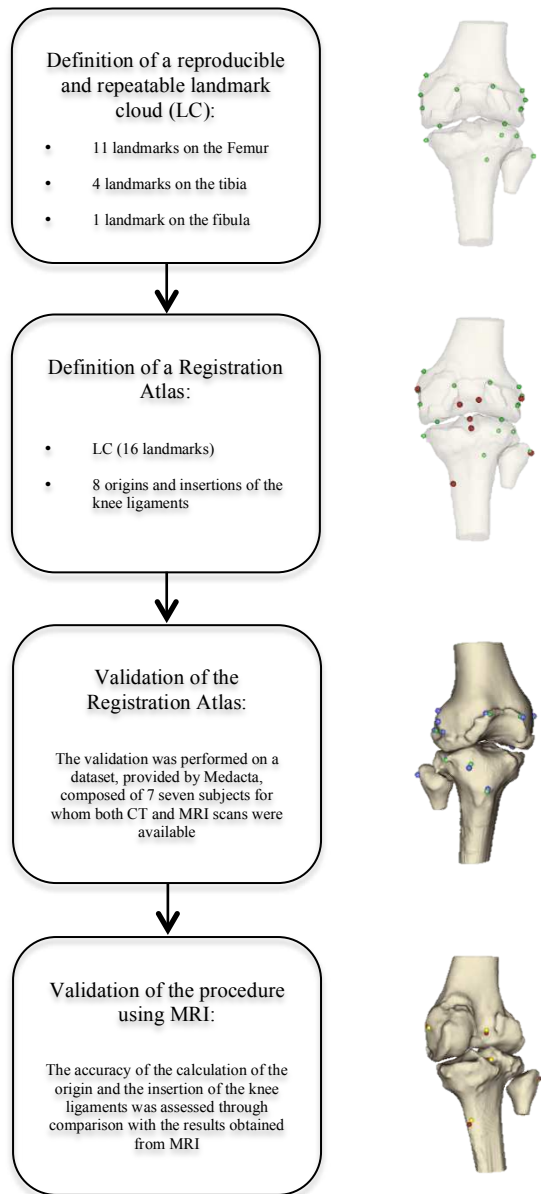 Definition of a reproducible
and repeatable landmark
cloud (LC):
• 11 landmarks on the Femur
• 4 landmarks on the tibia
• 1 landmark on the fibula
Definition of a Registration
Atlas:
• LC (16 landmarks)
• 8 origins and insertions of the
knee ligaments
Validation of the
Registration Atlas:
The validation was performed on a
dataset, provided by Medacta,
composed of 7 seven subjects for
whom both CT and MRI scans were
available
Validation of the procedure
using MRI:
The accuracy of the calculation of the
origin and the insertion of the knee
ligaments was assessed through
comparison with the results obtained
from MRI